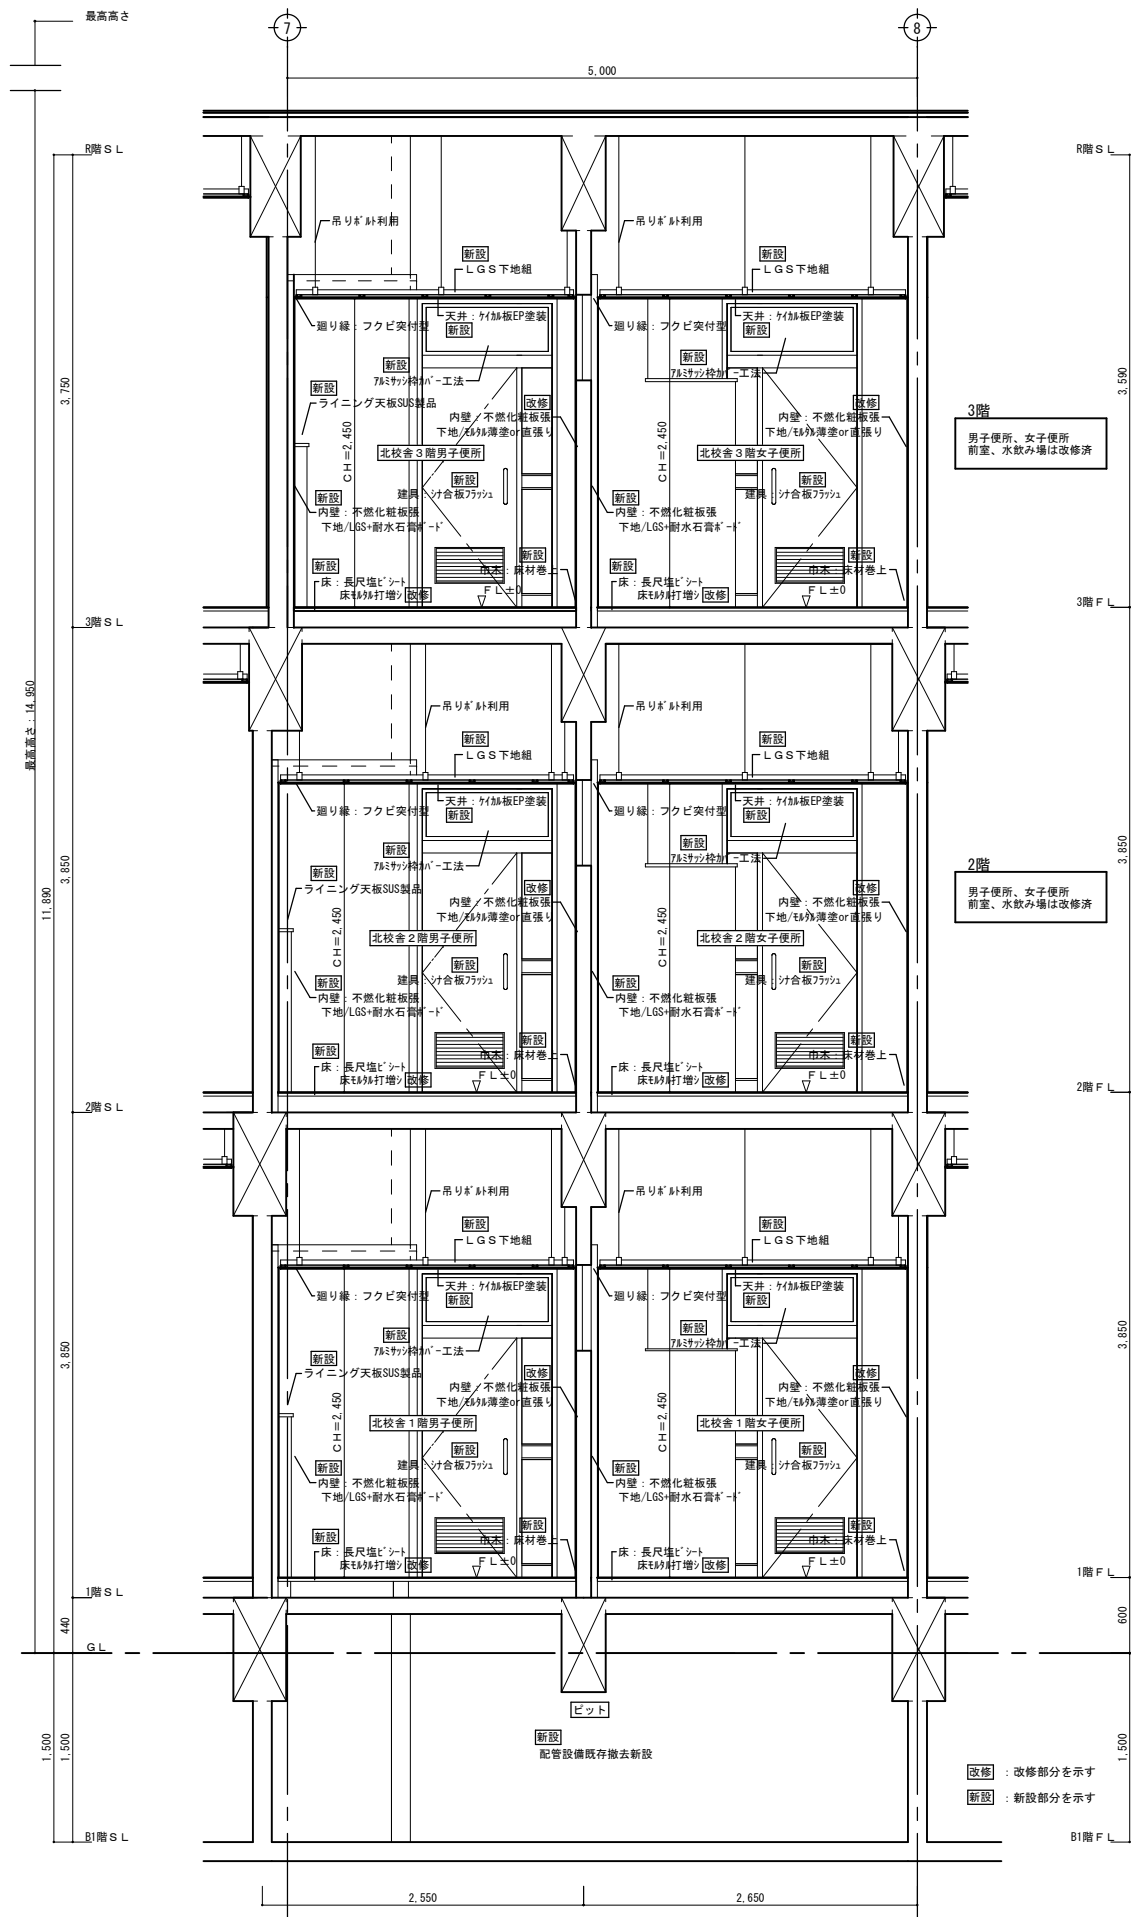 最高高さ
7
8
5,000
R階ＳＬ
R階ＳＬ
吊りﾎﾞﾙﾄ利用
吊りﾎﾞﾙﾄ利用
新設
ＬＧＳ下地組
新設
ＬＧＳ下地組
廻り縁：フクビ突付型
天井：ｹｲｶﾙ板EP塗装
新設
廻り縁：フクビ突付型
天井：ｹｲｶﾙ板EP塗装
新設
新設
ｱﾙﾐｻｯｼ枠ｶﾊﾞｰ工法
新設
ｱﾙﾐｻｯｼ枠ｶﾊﾞｰ工法
新設
ライニング天板SUS製品
改修
内壁：不燃化粧板張
下地/ﾓﾙﾀﾙ薄塗or直張り
改修
内壁：不燃化粧板張
下地/ﾓﾙﾀﾙ薄塗or直張り
3,750
3,590
3階
男子便所、女子便所
前室、水飲み場は改修済
ＣＨ＝2,450
北校舎３階男子便所
ＣＨ＝2,450
北校舎３階女子便所
新設
建具：ｼﾅ合板ﾌﾗｯｼｭ
新設
建具：ｼﾅ合板ﾌﾗｯｼｭ
新設
内壁：不燃化粧板張
下地/LGS+耐水石膏ﾎﾞｰﾄﾞ
新設
内壁：不燃化粧板張
下地/LGS+耐水石膏ﾎﾞｰﾄﾞ
新設
巾木：床材巻上
新設
巾木：床材巻上
新設
床：長尺塩ﾋﾞｼｰﾄ
床ﾓﾙﾀﾙ打増ｼ 改修
ＦＬ±0
新設
床：長尺塩ﾋﾞｼｰﾄ
床ﾓﾙﾀﾙ打増ｼ 改修
ＦＬ±0
3階ＦＬ
3階ＳＬ
最高高さ：14,950
吊りﾎﾞﾙﾄ利用
吊りﾎﾞﾙﾄ利用
新設
ＬＧＳ下地組
新設
ＬＧＳ下地組
廻り縁：フクビ突付型
天井：ｹｲｶﾙ板EP塗装
新設
廻り縁：フクビ突付型
天井：ｹｲｶﾙ板EP塗装
新設
新設
ｱﾙﾐｻｯｼ枠ｶﾊﾞｰ工法
新設
ｱﾙﾐｻｯｼ枠ｶﾊﾞｰ工法
新設
ライニング天板SUS製品
改修
内壁：不燃化粧板張
下地/ﾓﾙﾀﾙ薄塗or直張り
改修
内壁：不燃化粧板張
下地/ﾓﾙﾀﾙ薄塗or直張り
11,890
3,850
3,850
2階
男子便所、女子便所
前室、水飲み場は改修済
ＣＨ＝2,450
北校舎２階男子便所
ＣＨ＝2,450
北校舎２階女子便所
新設
建具：ｼﾅ合板ﾌﾗｯｼｭ
新設
建具：ｼﾅ合板ﾌﾗｯｼｭ
新設
内壁：不燃化粧板張
下地/LGS+耐水石膏ﾎﾞｰﾄﾞ
新設
内壁：不燃化粧板張
下地/LGS+耐水石膏ﾎﾞｰﾄﾞ
新設
巾木：床材巻上
新設
巾木：床材巻上
新設
床：長尺塩ﾋﾞｼｰﾄ
床ﾓﾙﾀﾙ打増ｼ 改修
ＦＬ±0
新設
床：長尺塩ﾋﾞｼｰﾄ
床ﾓﾙﾀﾙ打増ｼ 改修
ＦＬ±0
2階ＦＬ
2階ＳＬ
吊りﾎﾞﾙﾄ利用
吊りﾎﾞﾙﾄ利用
新設
ＬＧＳ下地組
新設
ＬＧＳ下地組
廻り縁：フクビ突付型
天井：ｹｲｶﾙ板EP塗装
新設
廻り縁：フクビ突付型
天井：ｹｲｶﾙ板EP塗装
新設
新設
ｱﾙﾐｻｯｼ枠ｶﾊﾞｰ工法
新設
ｱﾙﾐｻｯｼ枠ｶﾊﾞｰ工法
新設
ライニング天板SUS製品
改修
内壁：不燃化粧板張
下地/ﾓﾙﾀﾙ薄塗or直張り
改修
内壁：不燃化粧板張
下地/ﾓﾙﾀﾙ薄塗or直張り
3,850
3,850
ＣＨ＝2,450
北校舎１階男子便所
ＣＨ＝2,450
北校舎１階女子便所
新設
建具：ｼﾅ合板ﾌﾗｯｼｭ
新設
建具：ｼﾅ合板ﾌﾗｯｼｭ
新設
内壁：不燃化粧板張
下地/LGS+耐水石膏ﾎﾞｰﾄﾞ
新設
内壁：不燃化粧板張
下地/LGS+耐水石膏ﾎﾞｰﾄﾞ
新設
巾木：床材巻上
新設
巾木：床材巻上
新設
床：長尺塩ﾋﾞｼｰﾄ
床ﾓﾙﾀﾙ打増ｼ 改修
ＦＬ±0
床：長尺塩ﾋﾞｼｰﾄ
床ﾓﾙﾀﾙ打増ｼ 改修
ＦＬ±0
1階ＦＬ
1階ＳＬ
440
600
ＧＬ
ピット
新設
配管設備既存撤去新設
1,500
1,500
1,500
改修 ：改修部分を示す
新設 ：新設部分を示す
B1階ＳＬ
B1階ＦＬ
2,550
2,650